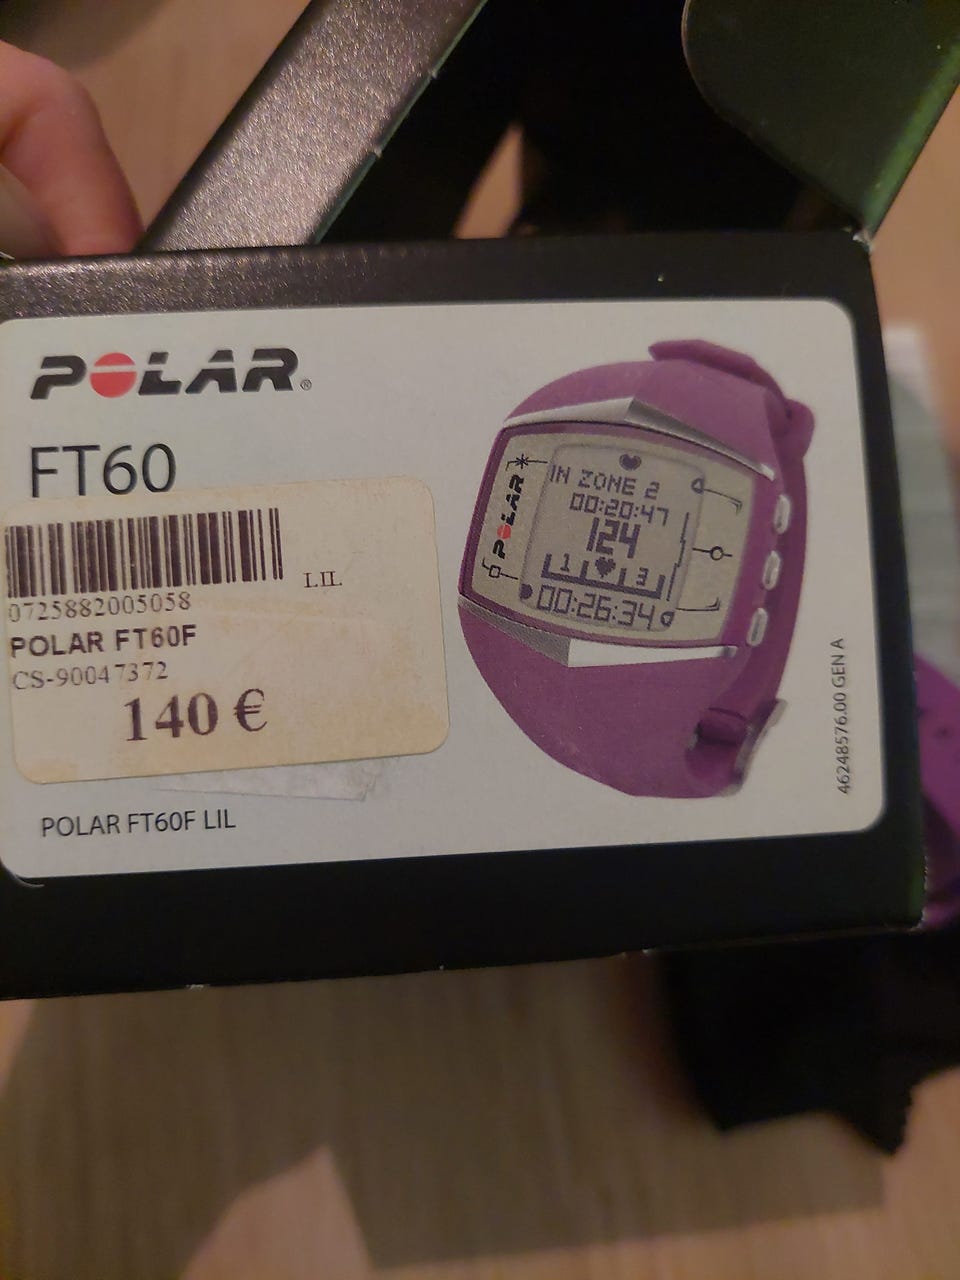 POLAR®
FT60
0725882005058
LIL
POLAR FT60F
CS-90047372
140 €
POLAR FT60F LIL
POLAR
IN ZONE 2
00:20:47
124
1 3
00:26:34
46248576.00 GEN A